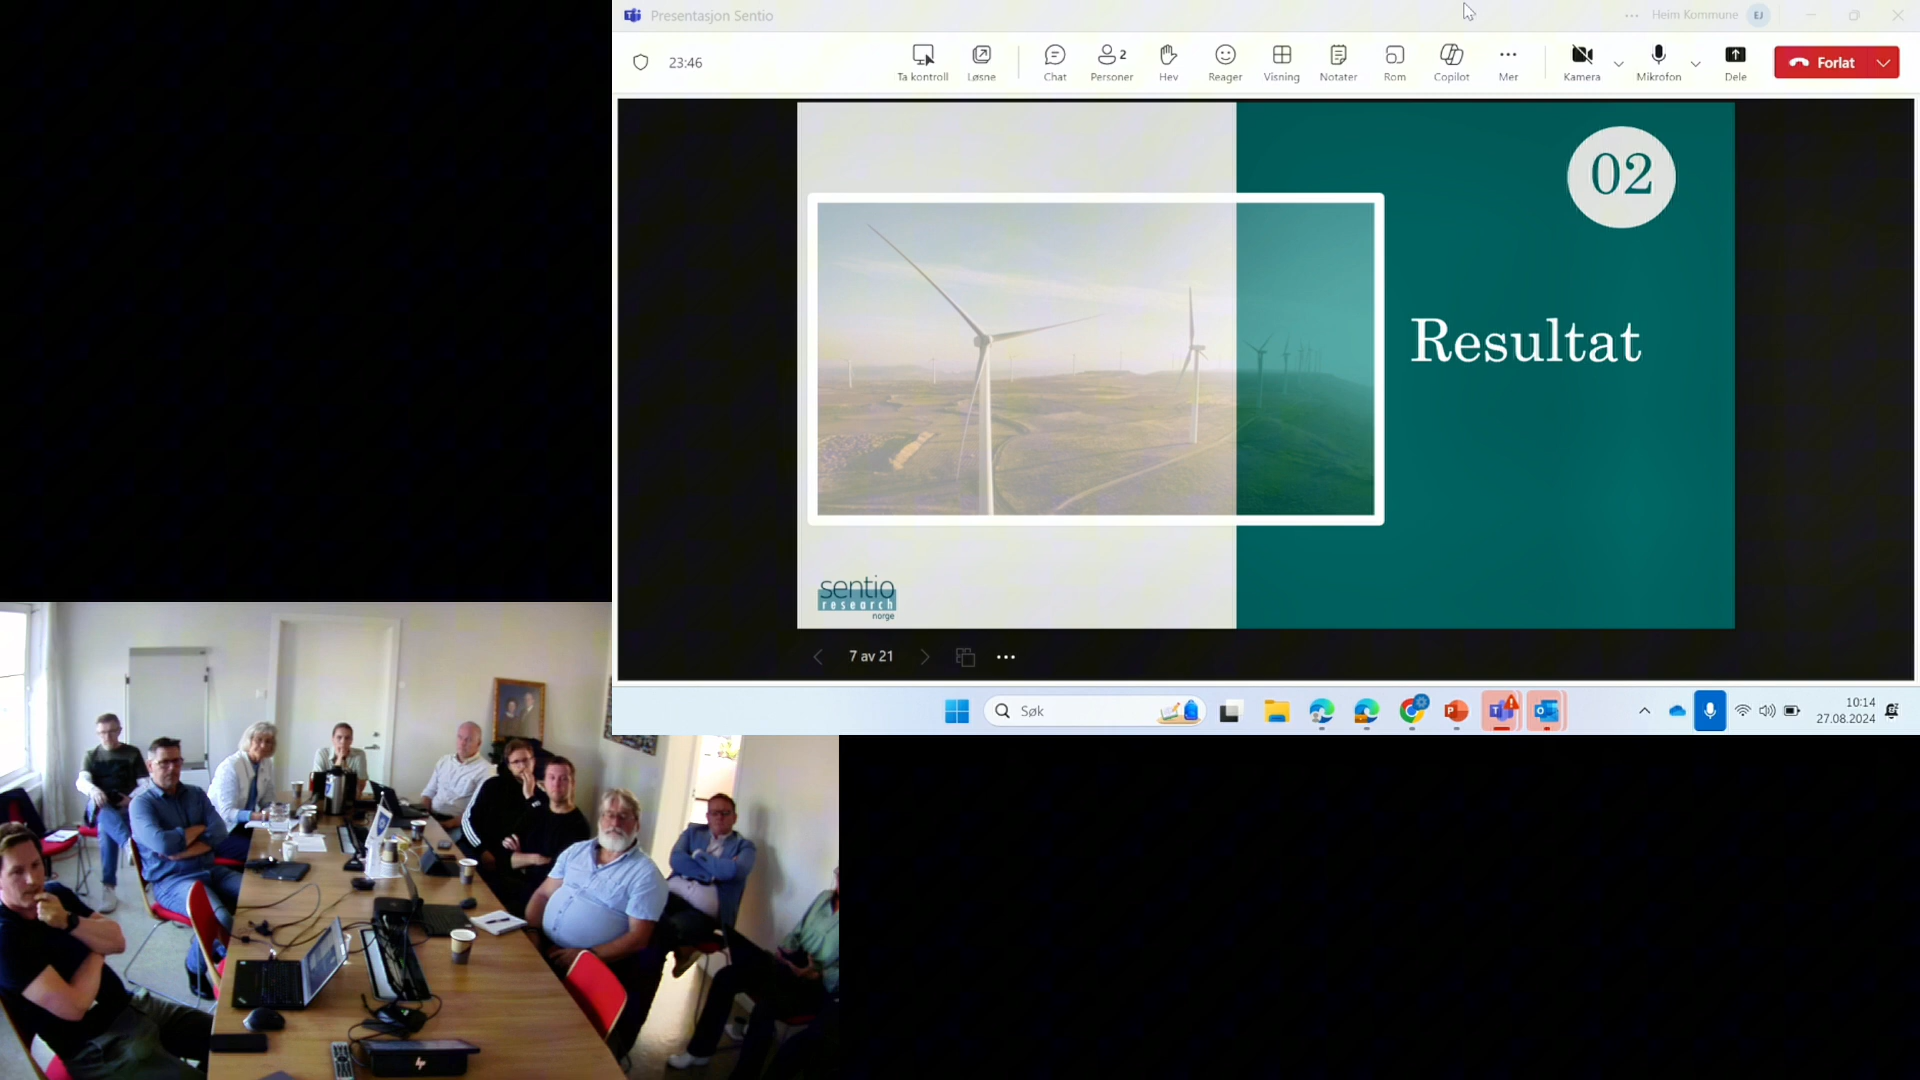 Presentasjon Sentio
Heim Kommune
EJ
23:46
Ta kontroll
Løsne
Chat
2
Personer
Hev
Reager
Visning
Notater
Rom
Copilot
Mer
Kamera
Mikrofon
Dele
Forlat
02
Resultat
sentio
research
norge
7 av 21
Søk
10:14
27.08.2024